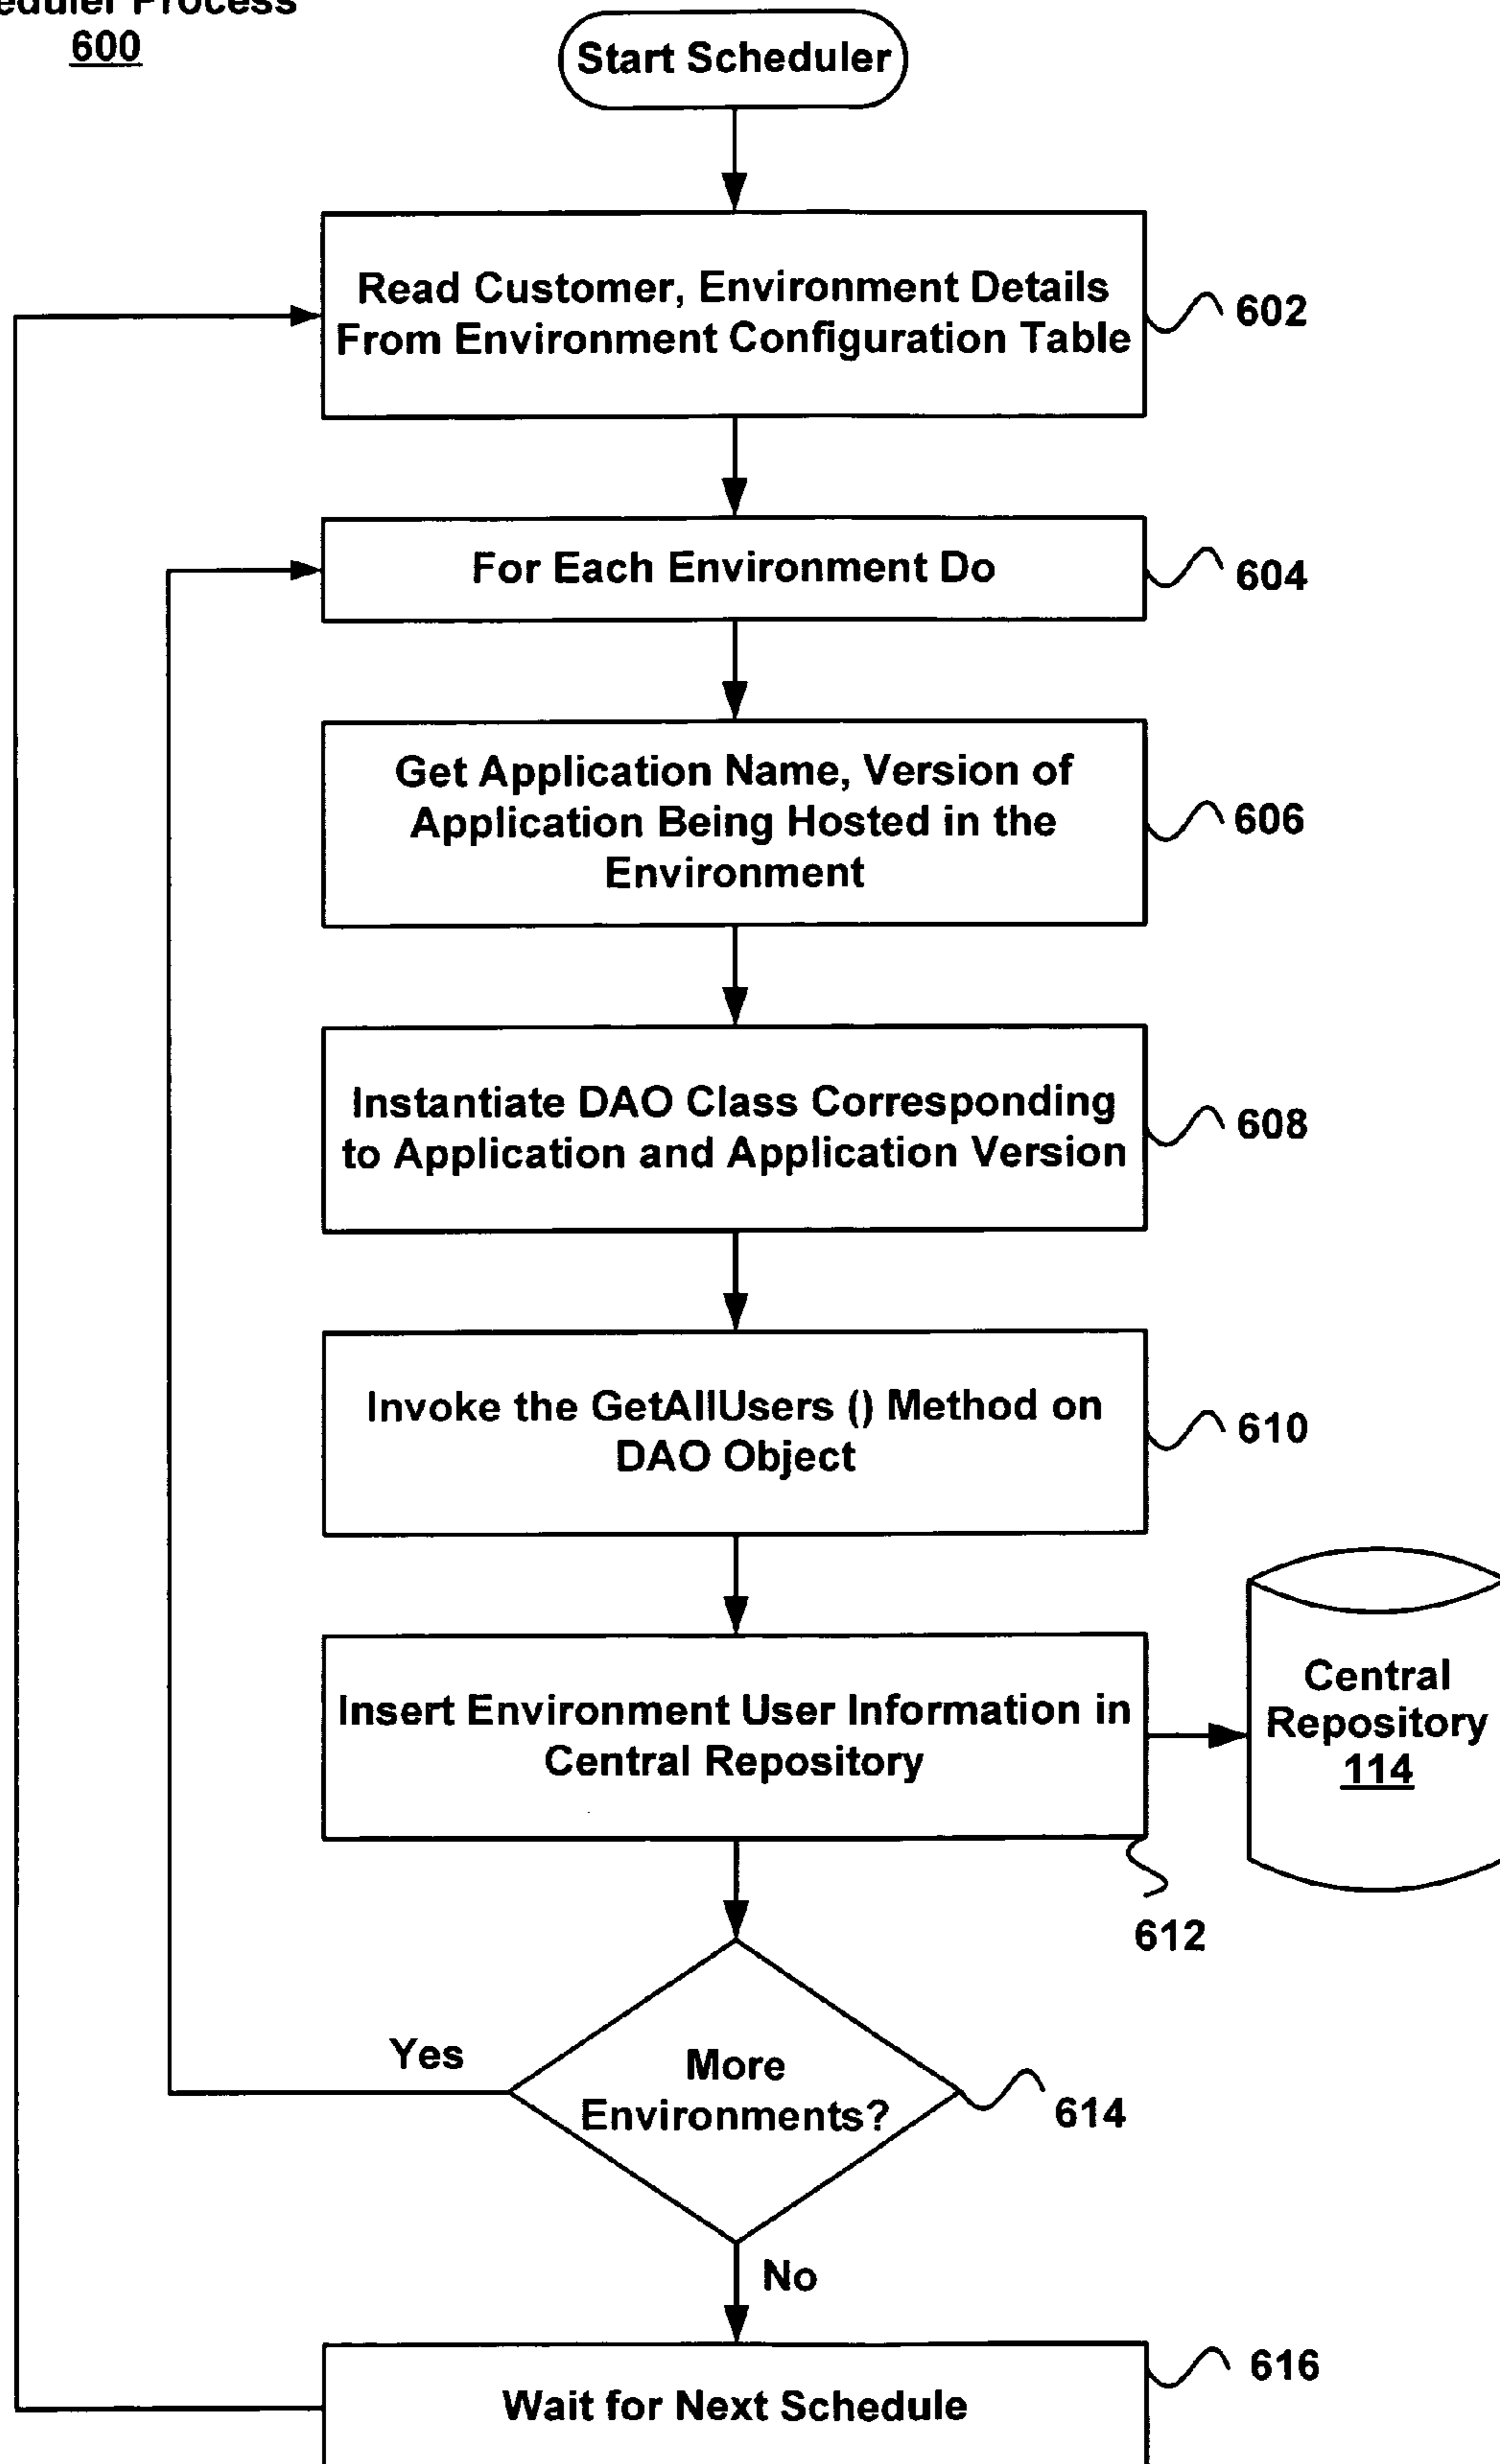 Process
600
Start Scheduler
Read Customer, Environment Details
From Environment Configuration Table
602
For Each Environment Do
604
Get Application Name, Version of
Application Being Hosted in the
Environment
606
Instantiate DAO Class Corresponding
to Application and Application Version
608
Invoke the GetAllUsers () Method on
DAO Object
610
Insert Environment User Information in
Central Repository
Central
Repository
114
612
Yes
More
Environments?
614
No
616
Wait for Next Schedule